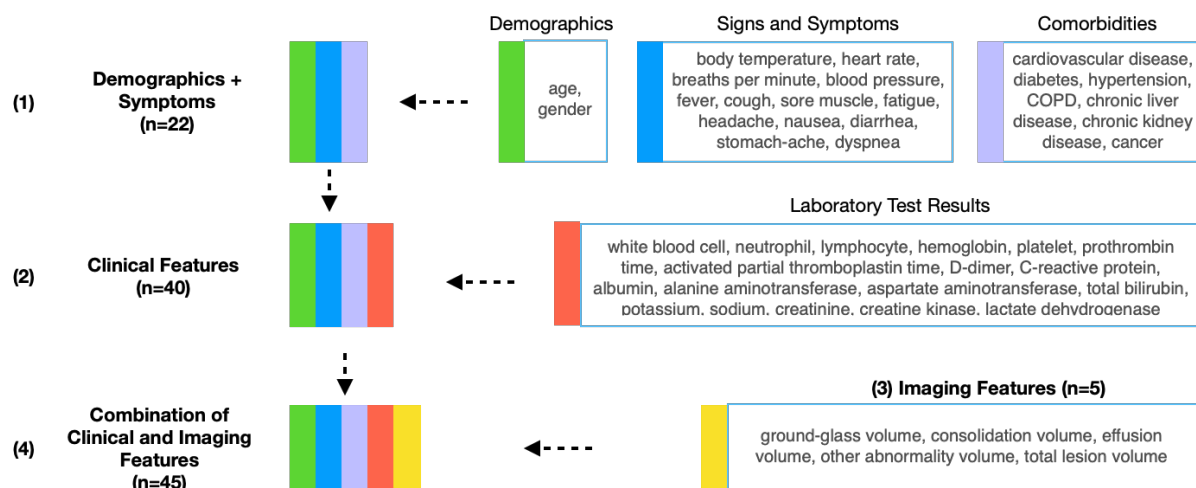 Demographics
Signs and Symptoms
Comorbidities
(1)
Demographics +
Symptoms
(n=22)
age,
gender
body temperature, heart rate,
breaths per minute, blood pressure,
fever, cough, sore muscle, fatigue,
headache, nausea, diarrhea,
stomach-ache, dyspnea
cardiovascular disease,
diabetes, hypertension,
COPD, chronic liver
disease, chronic kidney
disease, cancer
Laboratory Test Results
(2)
Clinical Features
(n=40)
white blood cell, neutrophil, lymphocyte, hemoglobin, platelet, prothrombin
time, activated partial thromboplastin time, D-dimer, C-reactive protein,
albumin, alanine aminotransferase, aspartate aminotransferase, total bilirubin,
potassium, sodium, creatinine, creatine kinase, lactate dehydrogenase
(3) Imaging Features (n=5)
(4)
Combination of
Clinical and Imaging
Features
(n=45)
ground-glass volume, consolidation volume, effusion
volume, other abnormality volume, total lesion volume